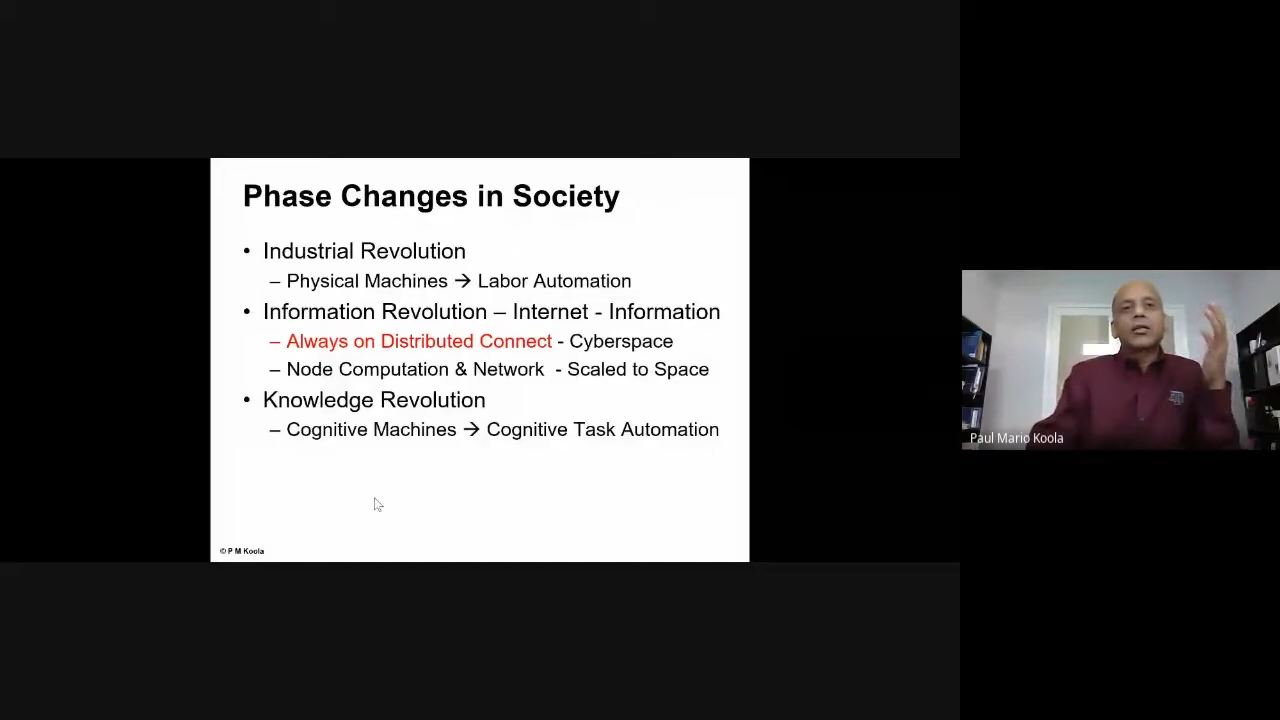 Phase Changes in Society
• Industrial Revolution
– Physical Machines → Labor Automation
• Information Revolution – Internet - Information
– Always on Distributed Connect - Cyberspace
– Node Computation & Network - Scaled to Space
• Knowledge Revolution
– Cognitive Machines → Cognitive Task Automation
© P M Koola
Paul Mario Koola